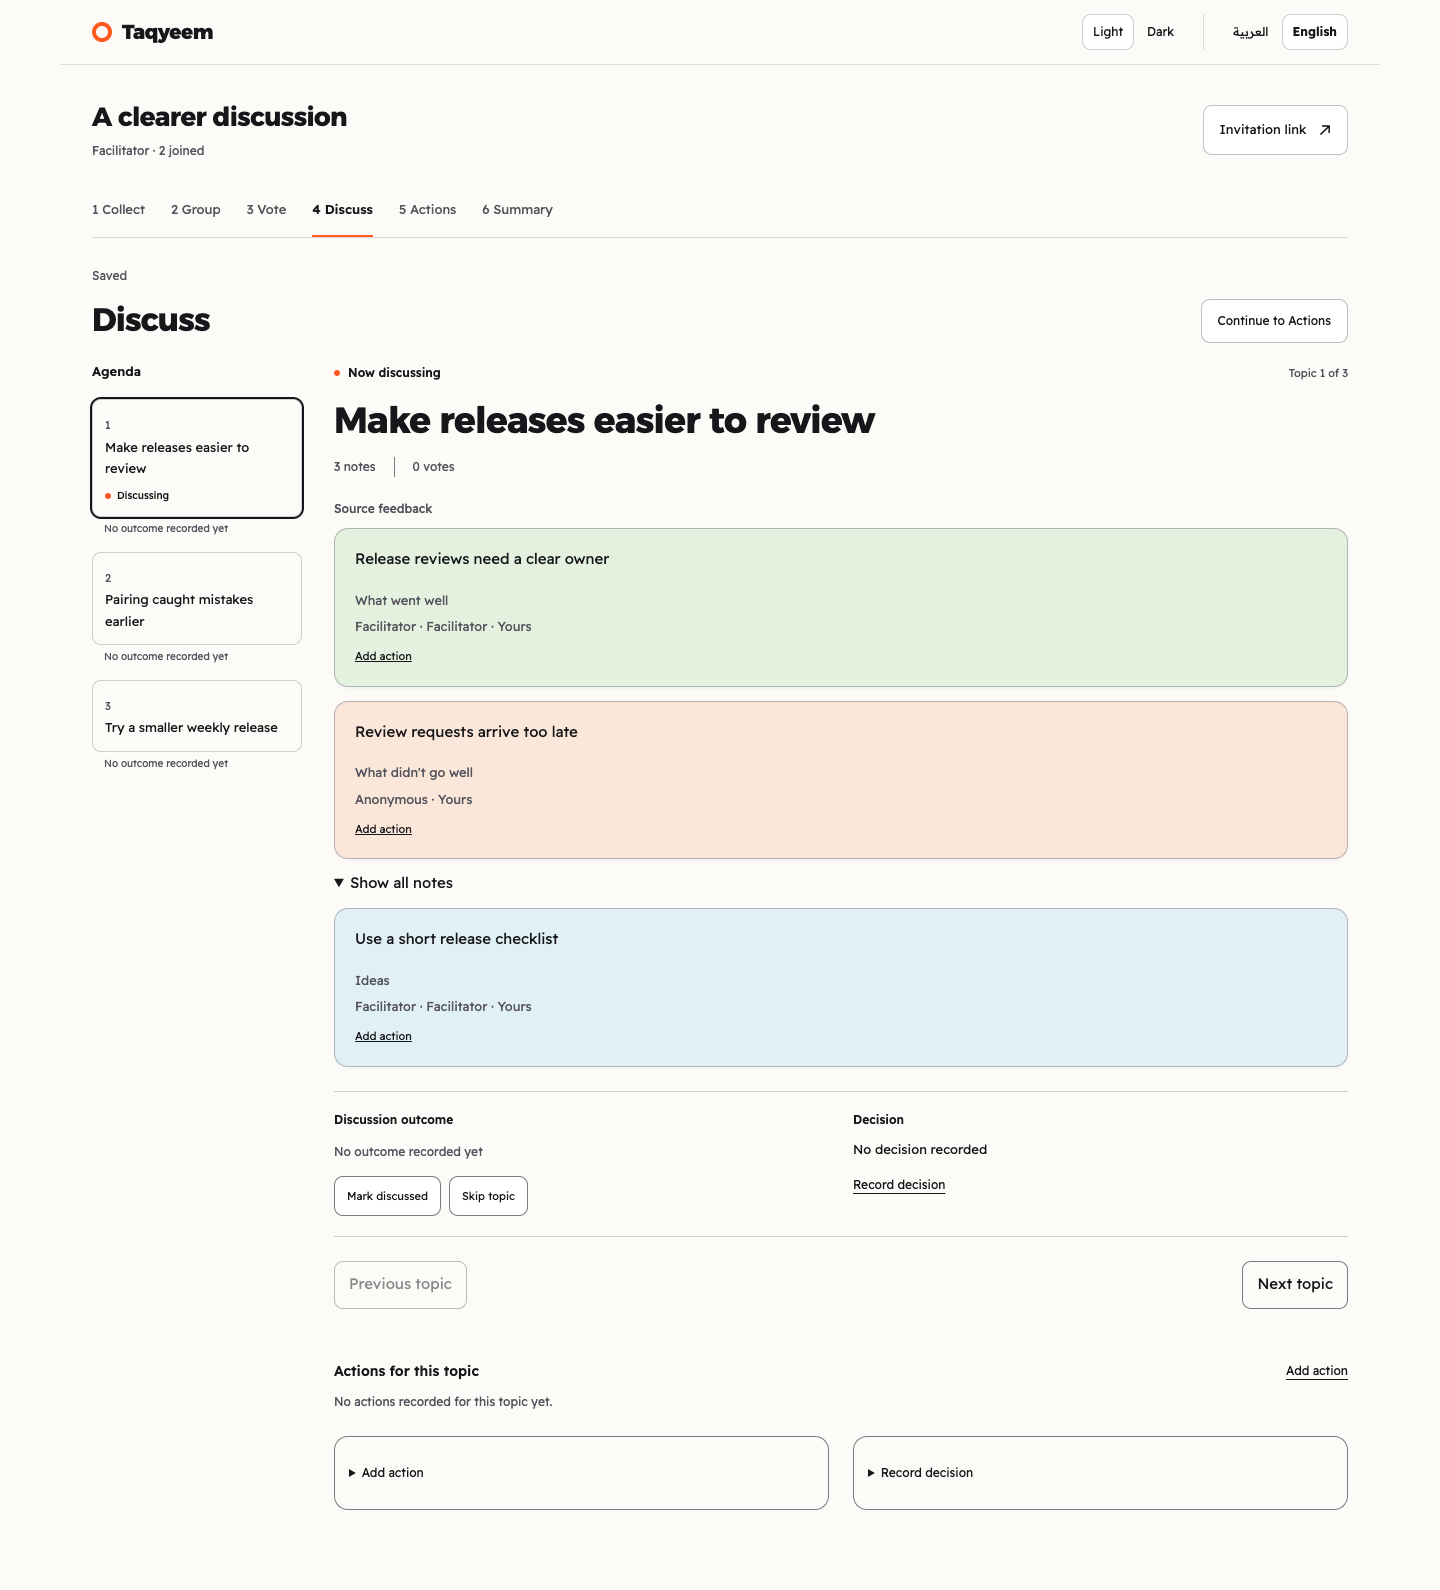 Taqyeem
Light
Dark
العربية
English
A clearer discussion
Facilitator · 2 joined
Invitation link
1 Collect
2 Group
3 Vote
4 Discuss
5 Actions
6 Summary
Saved
Discuss
Continue to Actions
Agenda
1
Make releases easier to
review
Discussing
No outcome recorded yet
2
Pairing caught mistakes
earlier
No outcome recorded yet
3
Try a smaller weekly release
No outcome recorded yet
Now discussing
Topic 1 of 3
Make releases easier to review
3 notes
0 votes
Source feedback
Release reviews need a clear owner
What went well
Facilitator · Facilitator · Yours
Add action
Review requests arrive too late
What didn't go well
Anonymous · Yours
Add action
Show all notes
Use a short release checklist
Ideas
Facilitator · Facilitator · Yours
Add action
Discussion outcome
No outcome recorded yet
Mark discussed
Skip topic
Decision
No decision recorded
Record decision
Previous topic
Next topic
Actions for this topic
Add action
No actions recorded for this topic yet.
Add action
Record decision